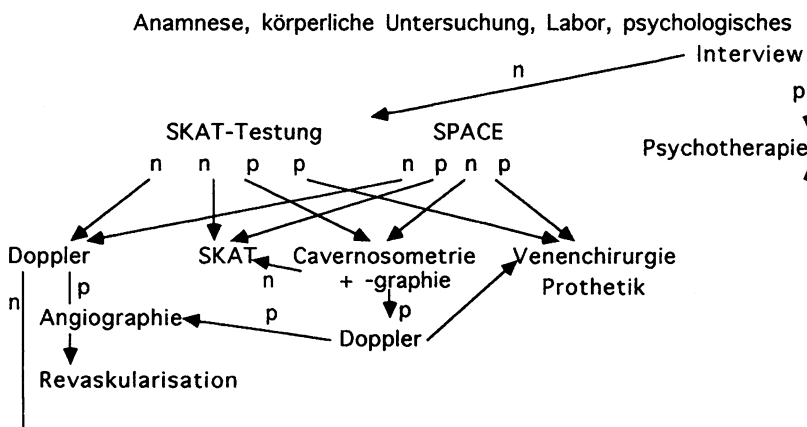 Anamnese, körperliche Untersuchung, Labor, psychologisches
Interview
n
p
SKAT-Testung SPACE
Psychotherapie
n n p p n p n p
Doppler SKAT Cavernosometrie Venenchirurgie
n p n + -graphie Prothetik
Angiographie p p
Doppler
Revaskularisation